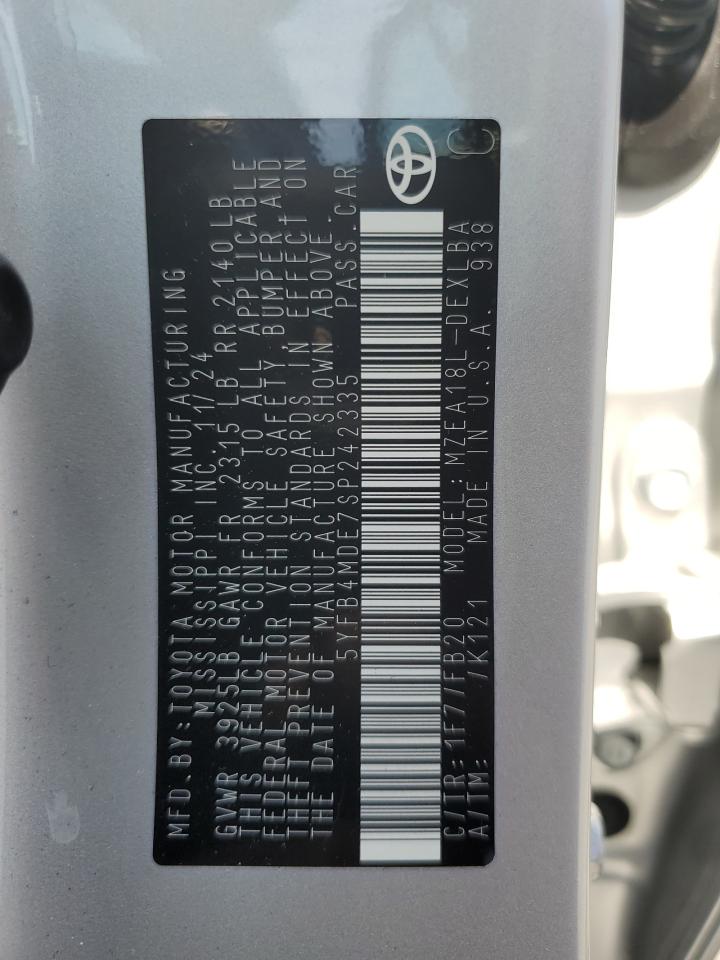 MFD.BY:TOYOTA MOTOR MANUFACTURING
MISSISSIPPI INC. 11/24
GVWR 3925LB GAWR FR 2315 LB RR 2140LB
THIS VEHICLE CONFORMS TO ALL APPLICABLE
FEDERAL MOTOR VEHICLE SAFETY, BUMPER AND
THEFT PREVENTION STANDARDS IN EFFECT ON
THE DATE OF MANUFACTURE SHOWN ABOVE.
5YFB4MDE7SP242335 PASS.CAR
C/TR:1F7/FB20 MODEL:MZEA18L-DEXLBA
A/TM: /K121 MADE IN U.S.A. 938
C